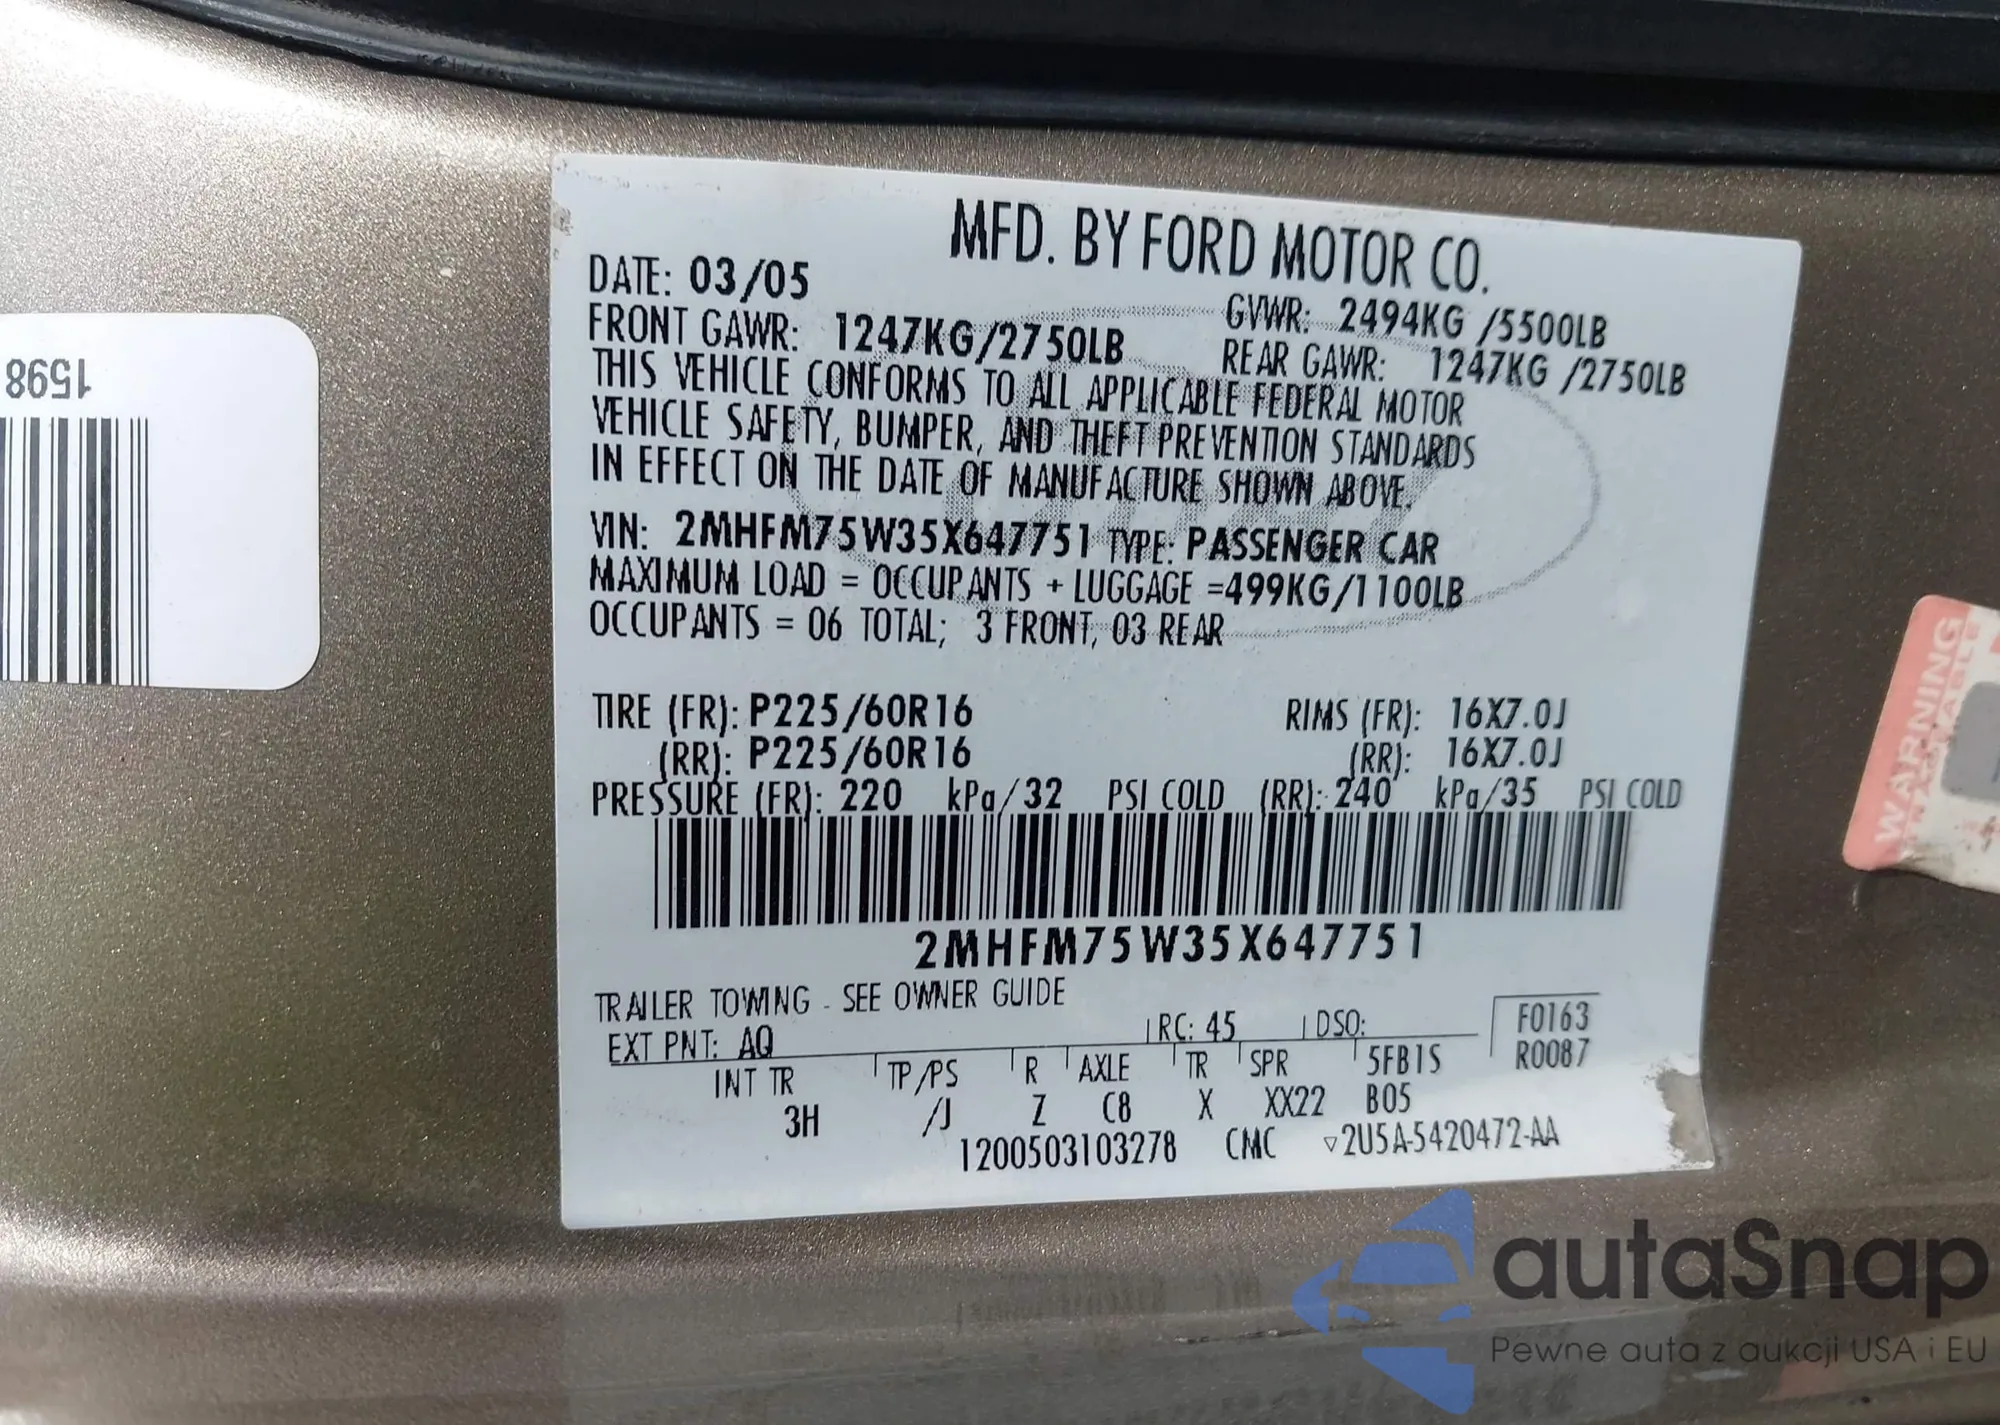 MFD. BY FORD MOTOR CO.
DATE: 03/05
GVWR: 2494KG /5500LB
FRONT GAWR: 1247KG/2750LB
REAR GAWR: 1247KG /2750LB
THIS VEHICLE CONFORMS TO ALL APPLICABLE FEDERAL MOTOR
VEHICLE SAFETY, BUMPER, AND THEFT PREVENTION STANDARDS
IN EFFECT ON THE DATE OF MANUFACTURE SHOWN ABOVE.
VIN: 2MHFM75W35X647751 TYPE: PASSENGER CAR
MAXIMUM LOAD = OCCUPANTS + LUGGAGE =499KG/1100LB
OCCUPANTS = 06 TOTAL; 3 FRONT, 03 REAR
TIRE (FR): P225/60R16 RIMS (FR): 16X7.0J
(RR): P225/60R16 (RR): 16X7.0J
PRESSURE (FR): 220 kPa/32 PSI COLD (RR): 240 kPa/35 PSI COLD
2MHFM75W35X647751
TRAILER TOWING - SEE OWNER GUIDE
EXT PNT: AQ RC: 45 DSO: F0163
INT TR TP/PS R AXLE TR SPR 5FB1S R0087
3H /J Z C8 X XX22 B05
1200503103278 CMC ▽2U5A-5420472-AA
1598
WARNING
autaSnap
Pewne auta z aukcji USA i EU